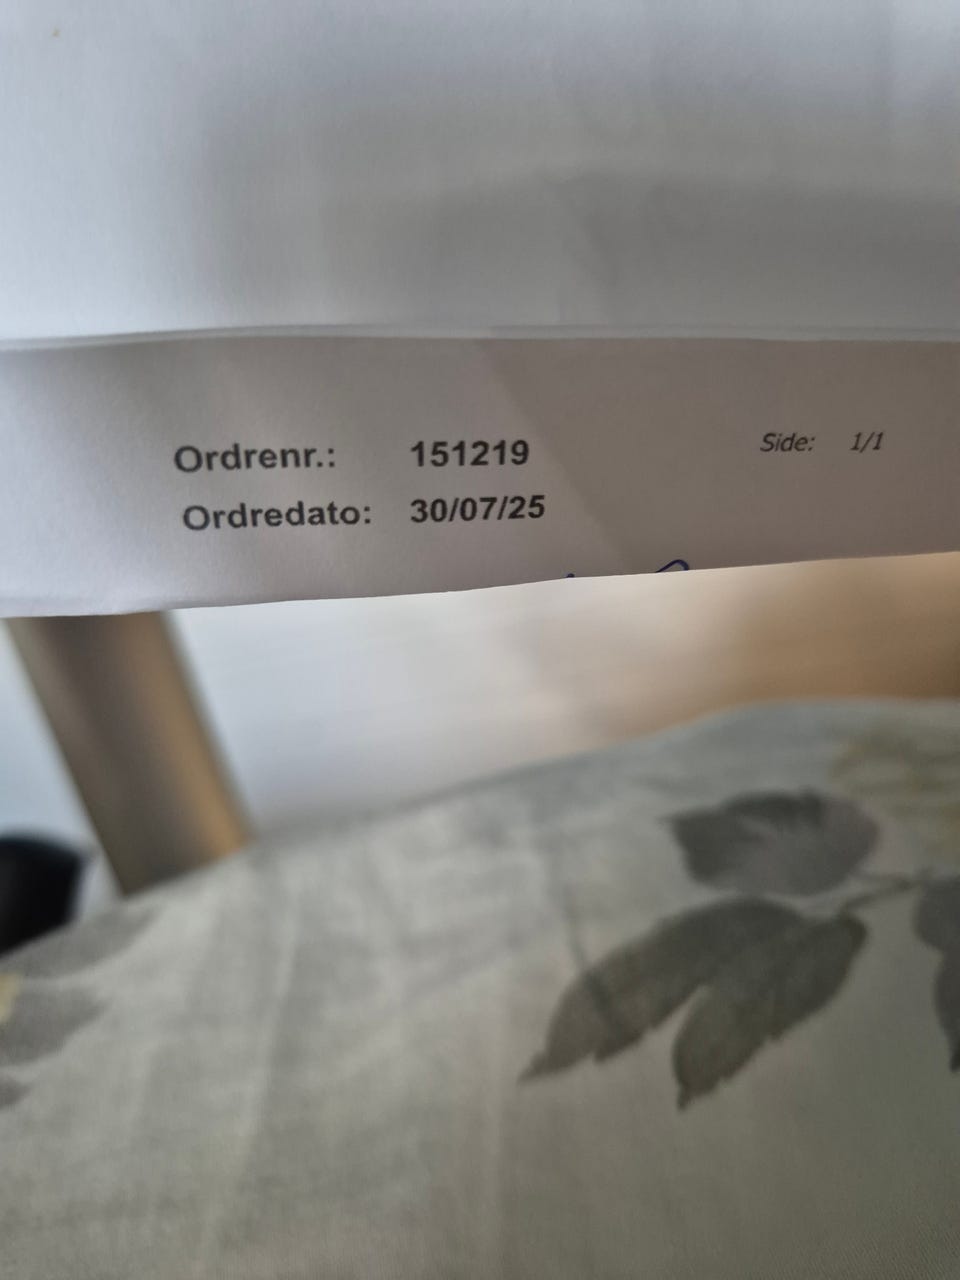 Ordrenr.: 151219 Side: 1/1
Ordredato: 30/07/25